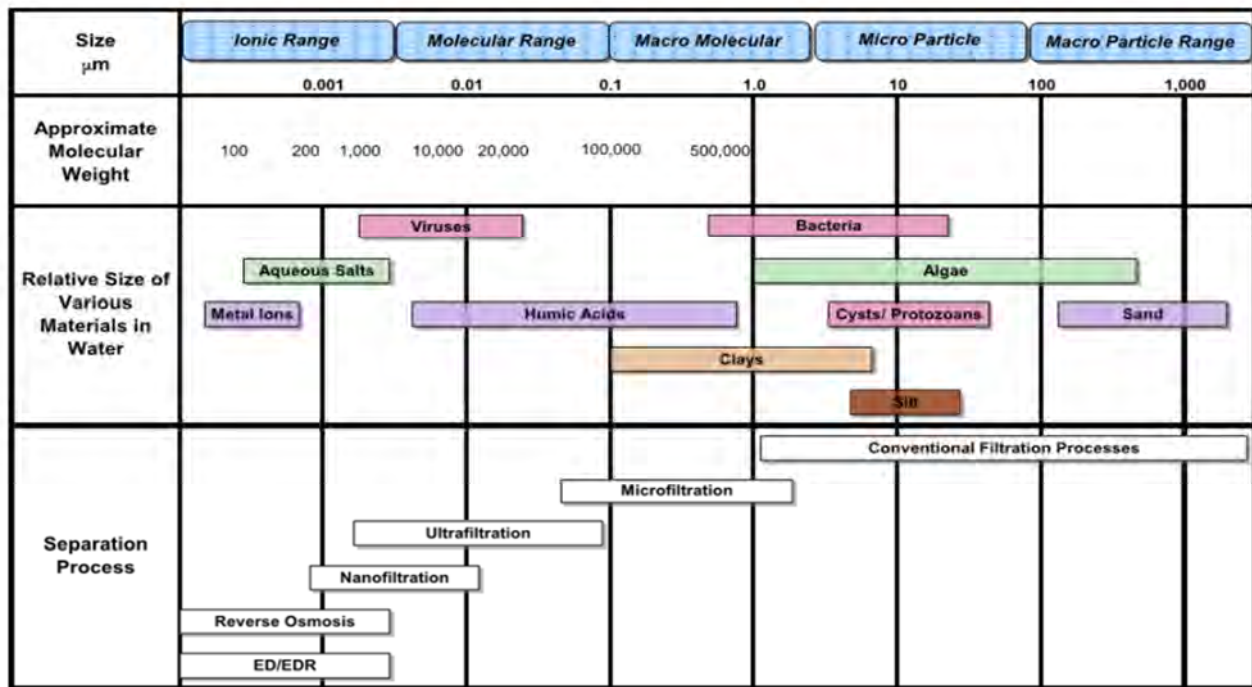 Size
μm
Ionic Range
Molecular Range
Macro Molecular
Micro Particle
Macro Particle Range
0.001
0.01
0.1
1.0
10
100
1,000
Approximate
Molecular
Weight
100
200
1,000
10,000
20,000
100,000
500,000
Relative Size of
Various
Materials in
Water
Viruses
Bacteria
Aqueous Salts
Algae
Metal Ions
Humic Acids
Cysts/ Protozoans
Sand
Clays
Silt
Separation
Process
Conventional Filtration Processes
Microfiltration
Ultrafiltration
Nanofiltration
Reverse Osmosis
ED/EDR